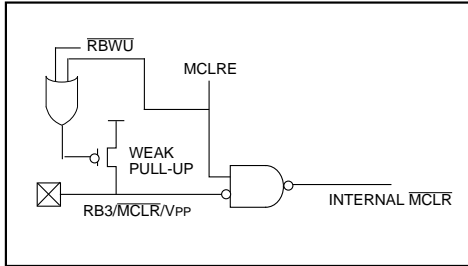 RBWU
MCLRE
WEAK
PULL-UP
RB3/MCLR/VPP
INTERNAL MCLR